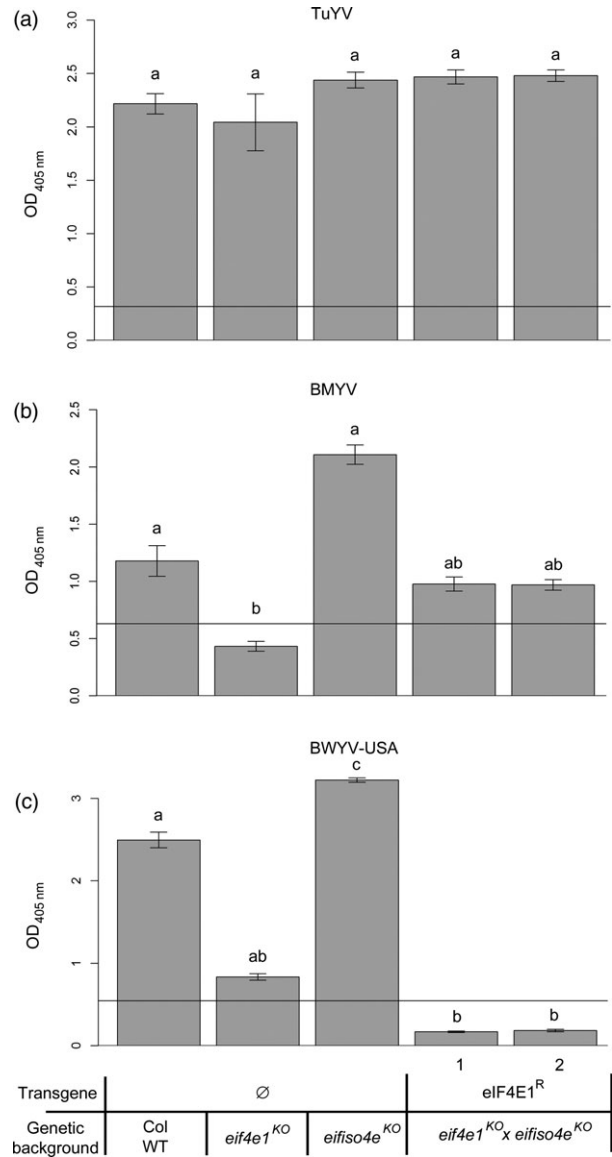 (a)
TuYV
3.0
2.5
2.0
1.5
1.0
0.5
0.0
OD405 nm
a a a a a
(b)
BMYV
2.5
2.0
1.5
1.0
0.5
0.0
OD405 nm
a b a ab ab
(c)
BWYV-USA
3
2
1
0
OD405 nm
a ab c b b
1 2
Transgene ∅ eIF4E1R
Genetic background Col WT eif4e1KO eifiso4eKO eif4e1KO x eifiso4eKO